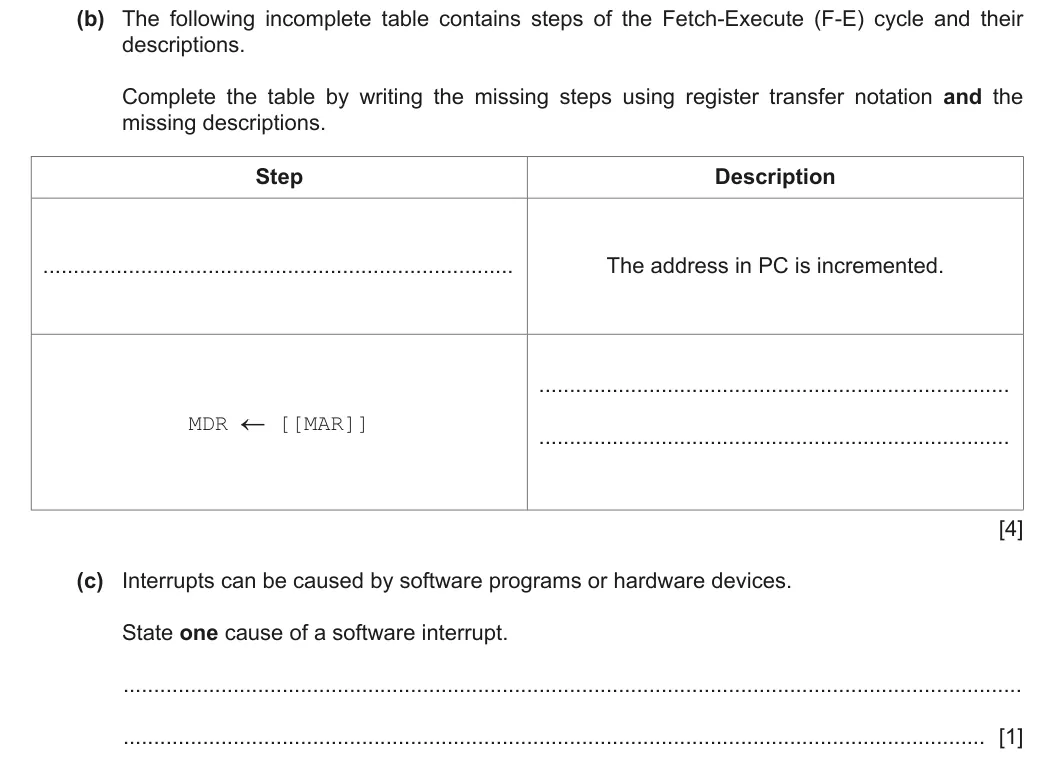 (b) The following incomplete table contains steps of the Fetch-Execute (F-E) cycle and their
descriptions.
Complete the table by writing the missing steps using register transfer notation and the
missing descriptions.
Step Description
.............................................................................. The address in PC is incremented.
..............................................................................
MDR ← [[MAR]]
..............................................................................
[4]
(c) Interrupts can be caused by software programs or hardware devices.
State one cause of a software interrupt.
....................................................................................................................................................
.............................................................................................................................................. [1]